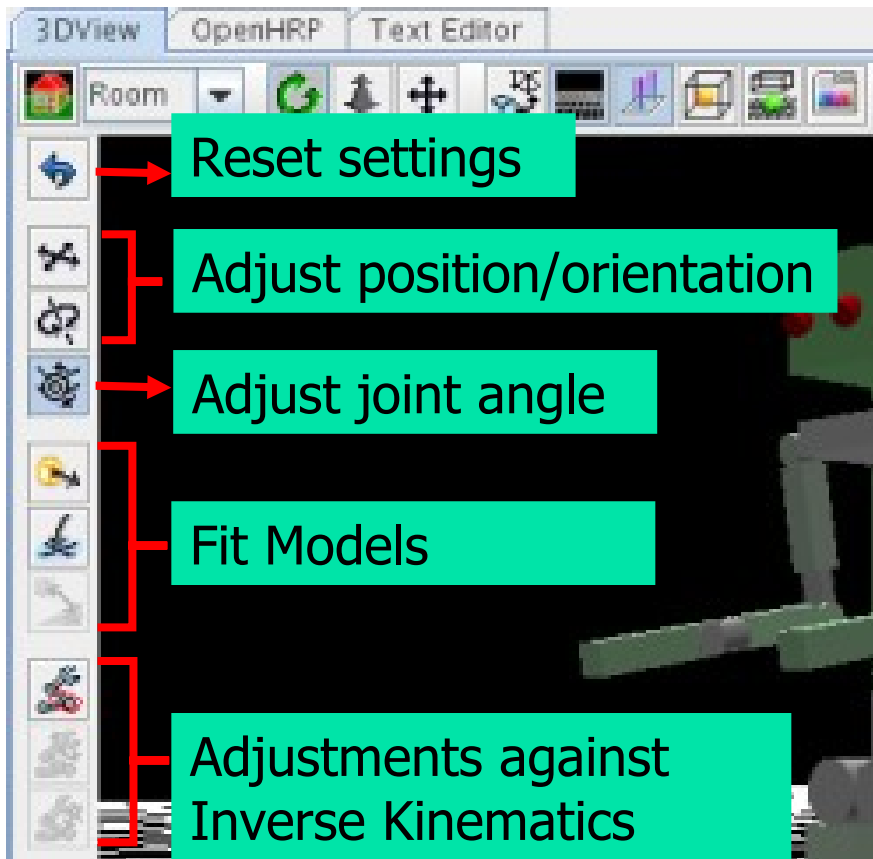 3DView OpenHRP Text Editor
Room
Reset settings
Adjust position/orientation
Adjust joint angle
Fit Models
Adjustments against
Inverse Kinematics